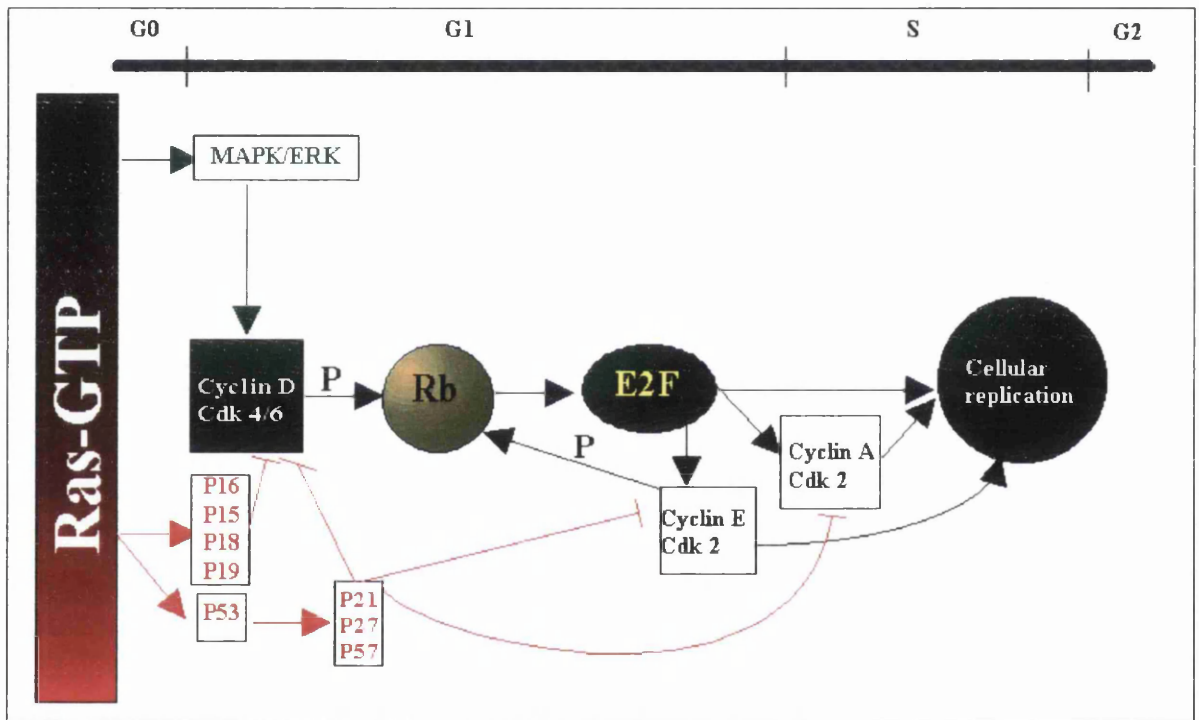 G0 G1 S G2
MAPK/ERK
Ras-GTP
Cyclin D
Cdk 4/6
P
Rb
E2F
Cellular
replication
P
Cyclin A
Cdk 2
Cyclin E
Cdk 2
P16
P15
P18
P19
P53
P21
P27
P57